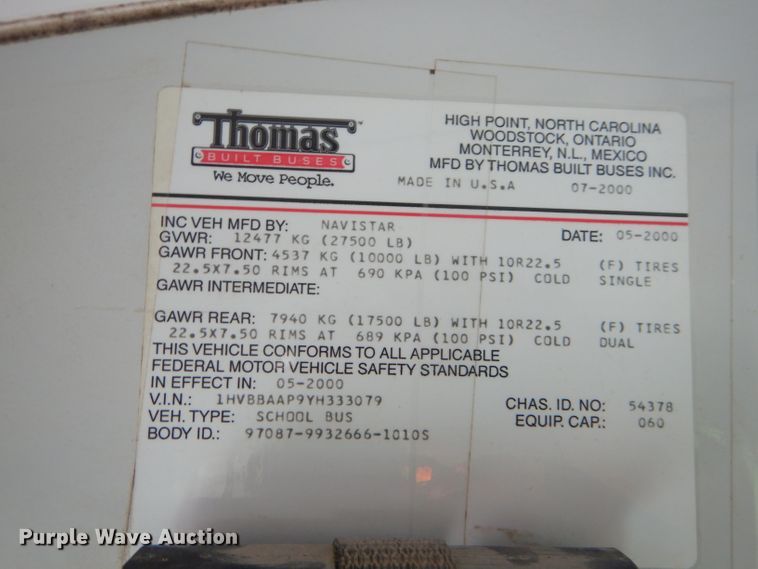 Thomas™
BUILT BUSES
We Move People.
HIGH POINT, NORTH CAROLINA
WOODSTOCK, ONTARIO
MONTERREY, N.L., MEXICO
MFD BY THOMAS BUILT BUSES INC.
MADE IN U.S.A 07-2000
INC VEH MFD BY: NAVISTAR DATE: 05-2000
GVWR: 12477 KG (27500 LB)
GAWR FRONT: 4537 KG (10000 LB) WITH 10R22.5 (F) TIRES
22.5X7.50 RIMS AT 690 KPA (100 PSI) COLD SINGLE
GAWR INTERMEDIATE:
GAWR REAR: 7940 KG (17500 LB) WITH 10R22.5 (F) TIRES
22.5X7.50 RIMS AT 689 KPA (100 PSI) COLD DUAL
THIS VEHICLE CONFORMS TO ALL APPLICABLE
FEDERAL MOTOR VEHICLE SAFETY STANDARDS
IN EFFECT IN: 05-2000
V.I.N.: 1HVBBAAP9YH333079 CHAS. ID. NO: 54378
VEH. TYPE: SCHOOL BUS EQUIP. CAP.: 060
BODY ID.: 97087-9932666-1010S
Purple Wave Auction